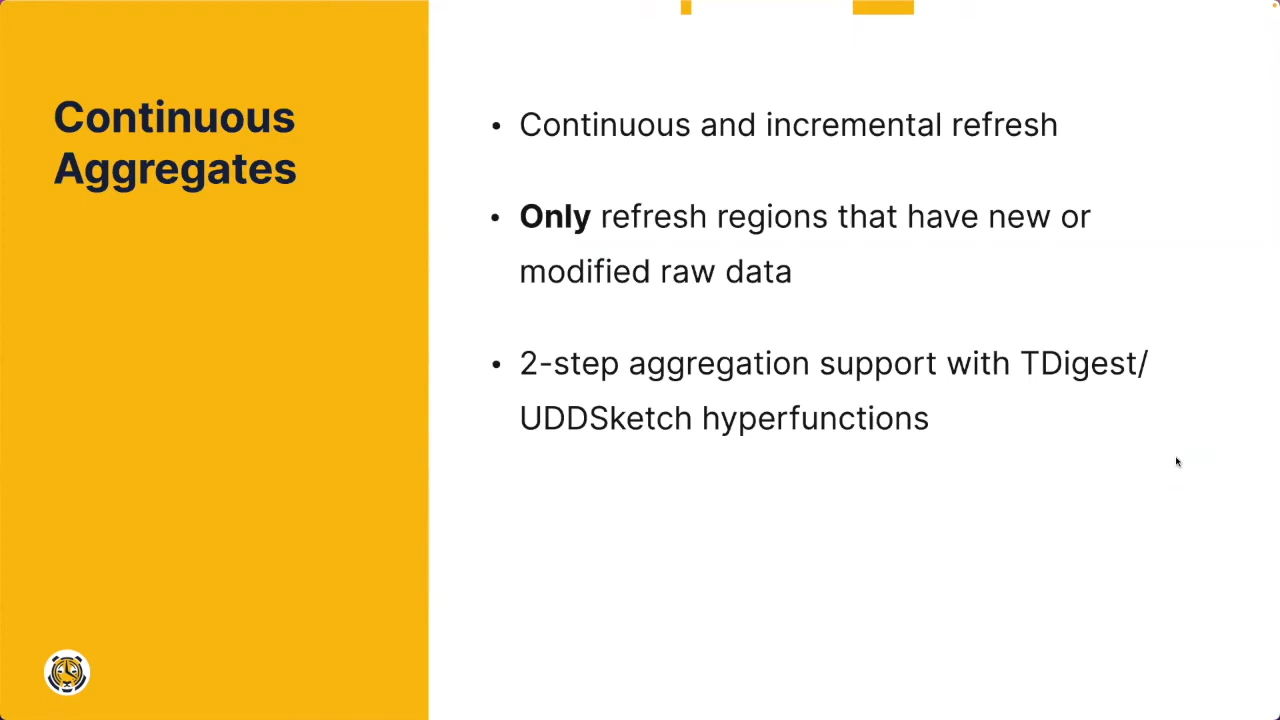 Continuous
Aggregates
• Continuous and incremental refresh
• Only refresh regions that have new or
modified raw data
• 2-step aggregation support with TDigest/
UDDSketch hyperfunctions